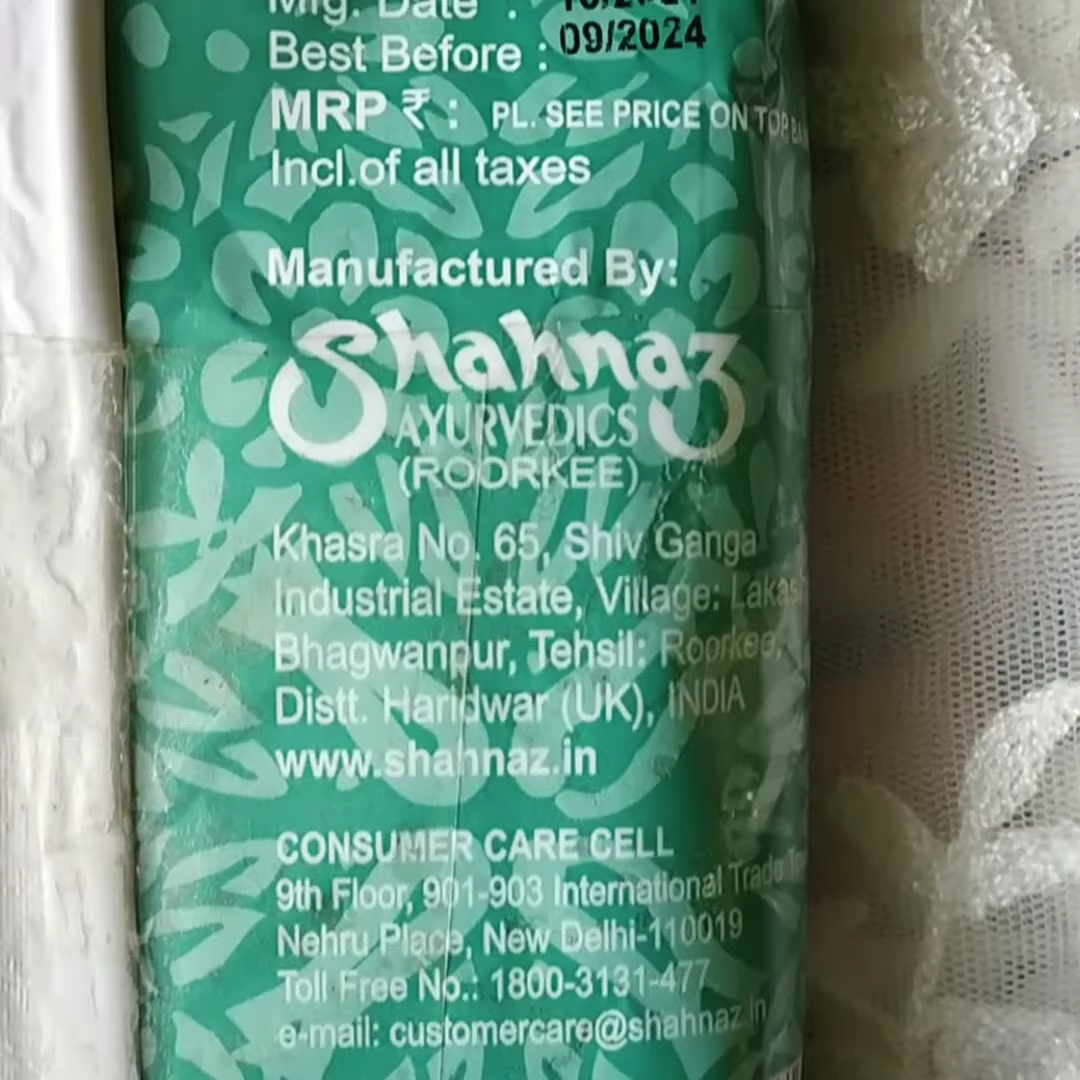 Mfg. Date :
Best Before : 09/2024
MRP ₹ : PL. SEE PRICE ON TOP
Incl.of all taxes
Manufactured By:
Shahnaz
AYURVEDICS
(ROORKEE)
Khasra No. 65, Shiv Ganga
Industrial Estate, Village:
Bhagwanpur, Tehsil: Roorkee,
Distt. Haridwar (UK), INDIA
www.shahnaz.in
CONSUMER CARE CELL
9th Floor, 901-903 International Trade
Nehru Place, New Delhi-110019
Toll Free No.: 1800-3131-477
e-mail: customercare@shahnaz.in